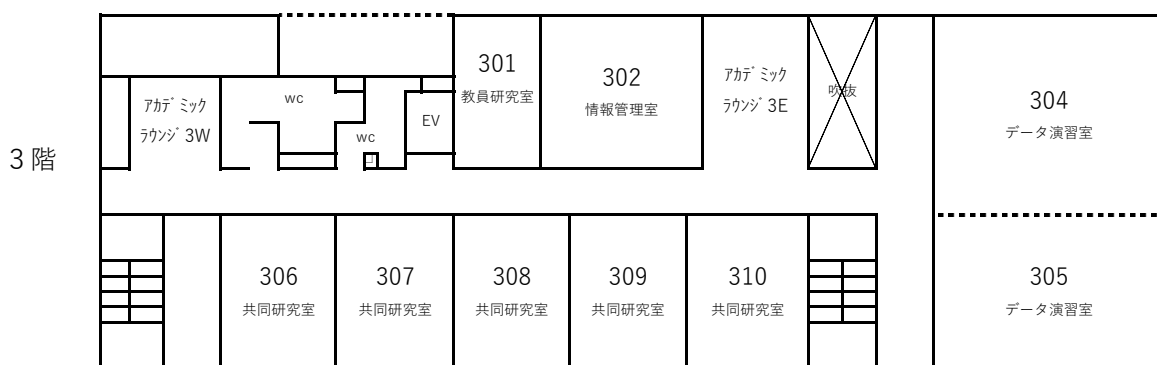 3階
アカデミック
ラウンジ3W
wc
wc
EV
301
教員研究室
302
情報管理室
アカデミック
ラウンジ3E
吹抜
304
データ演習室
306
共同研究室
307
共同研究室
308
共同研究室
309
共同研究室
310
共同研究室
305
データ演習室